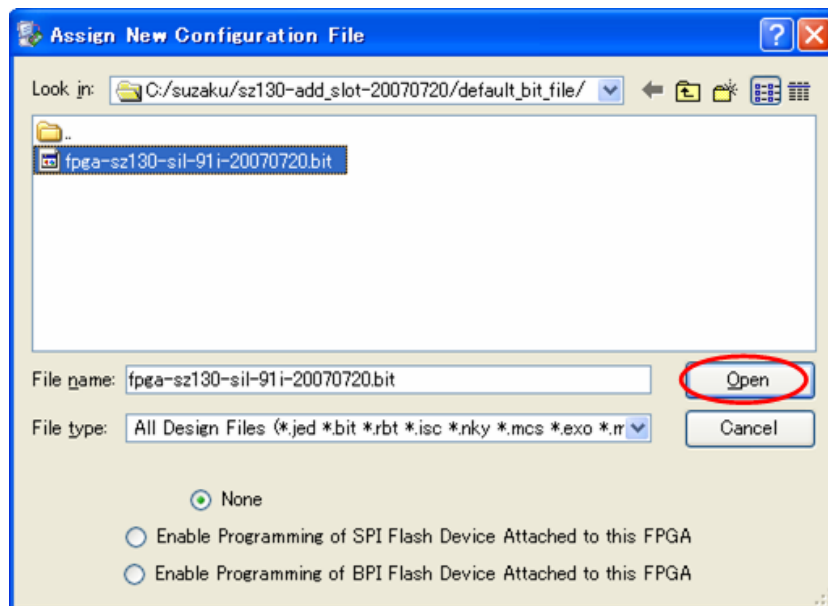 Assign New Configuration File
Look in: C:/suzaku/sz130-add_slot-20070720/default_bit_file/
..
fpga-sz130-sil-91i-20070720.bit
File name: fpga-sz130-sil-91i-20070720.bit Open
File type: All Design Files (*.jed *.bit *.rbt *.isc *.nky *.mcs *.exo *.m Cancel
None
Enable Programming of SPI Flash Device Attached to this FPGA
Enable Programming of BPI Flash Device Attached to this FPGA